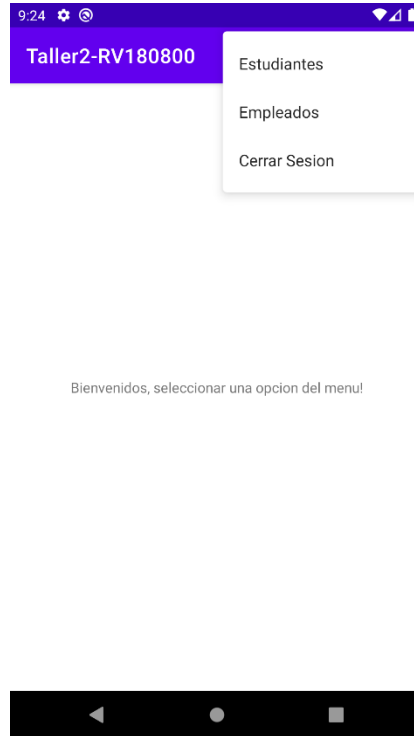 9:24
Taller2-RV180800
Estudiantes
Empleados
Cerrar Sesion
Bienvenidos, seleccionar una opcion del menu!